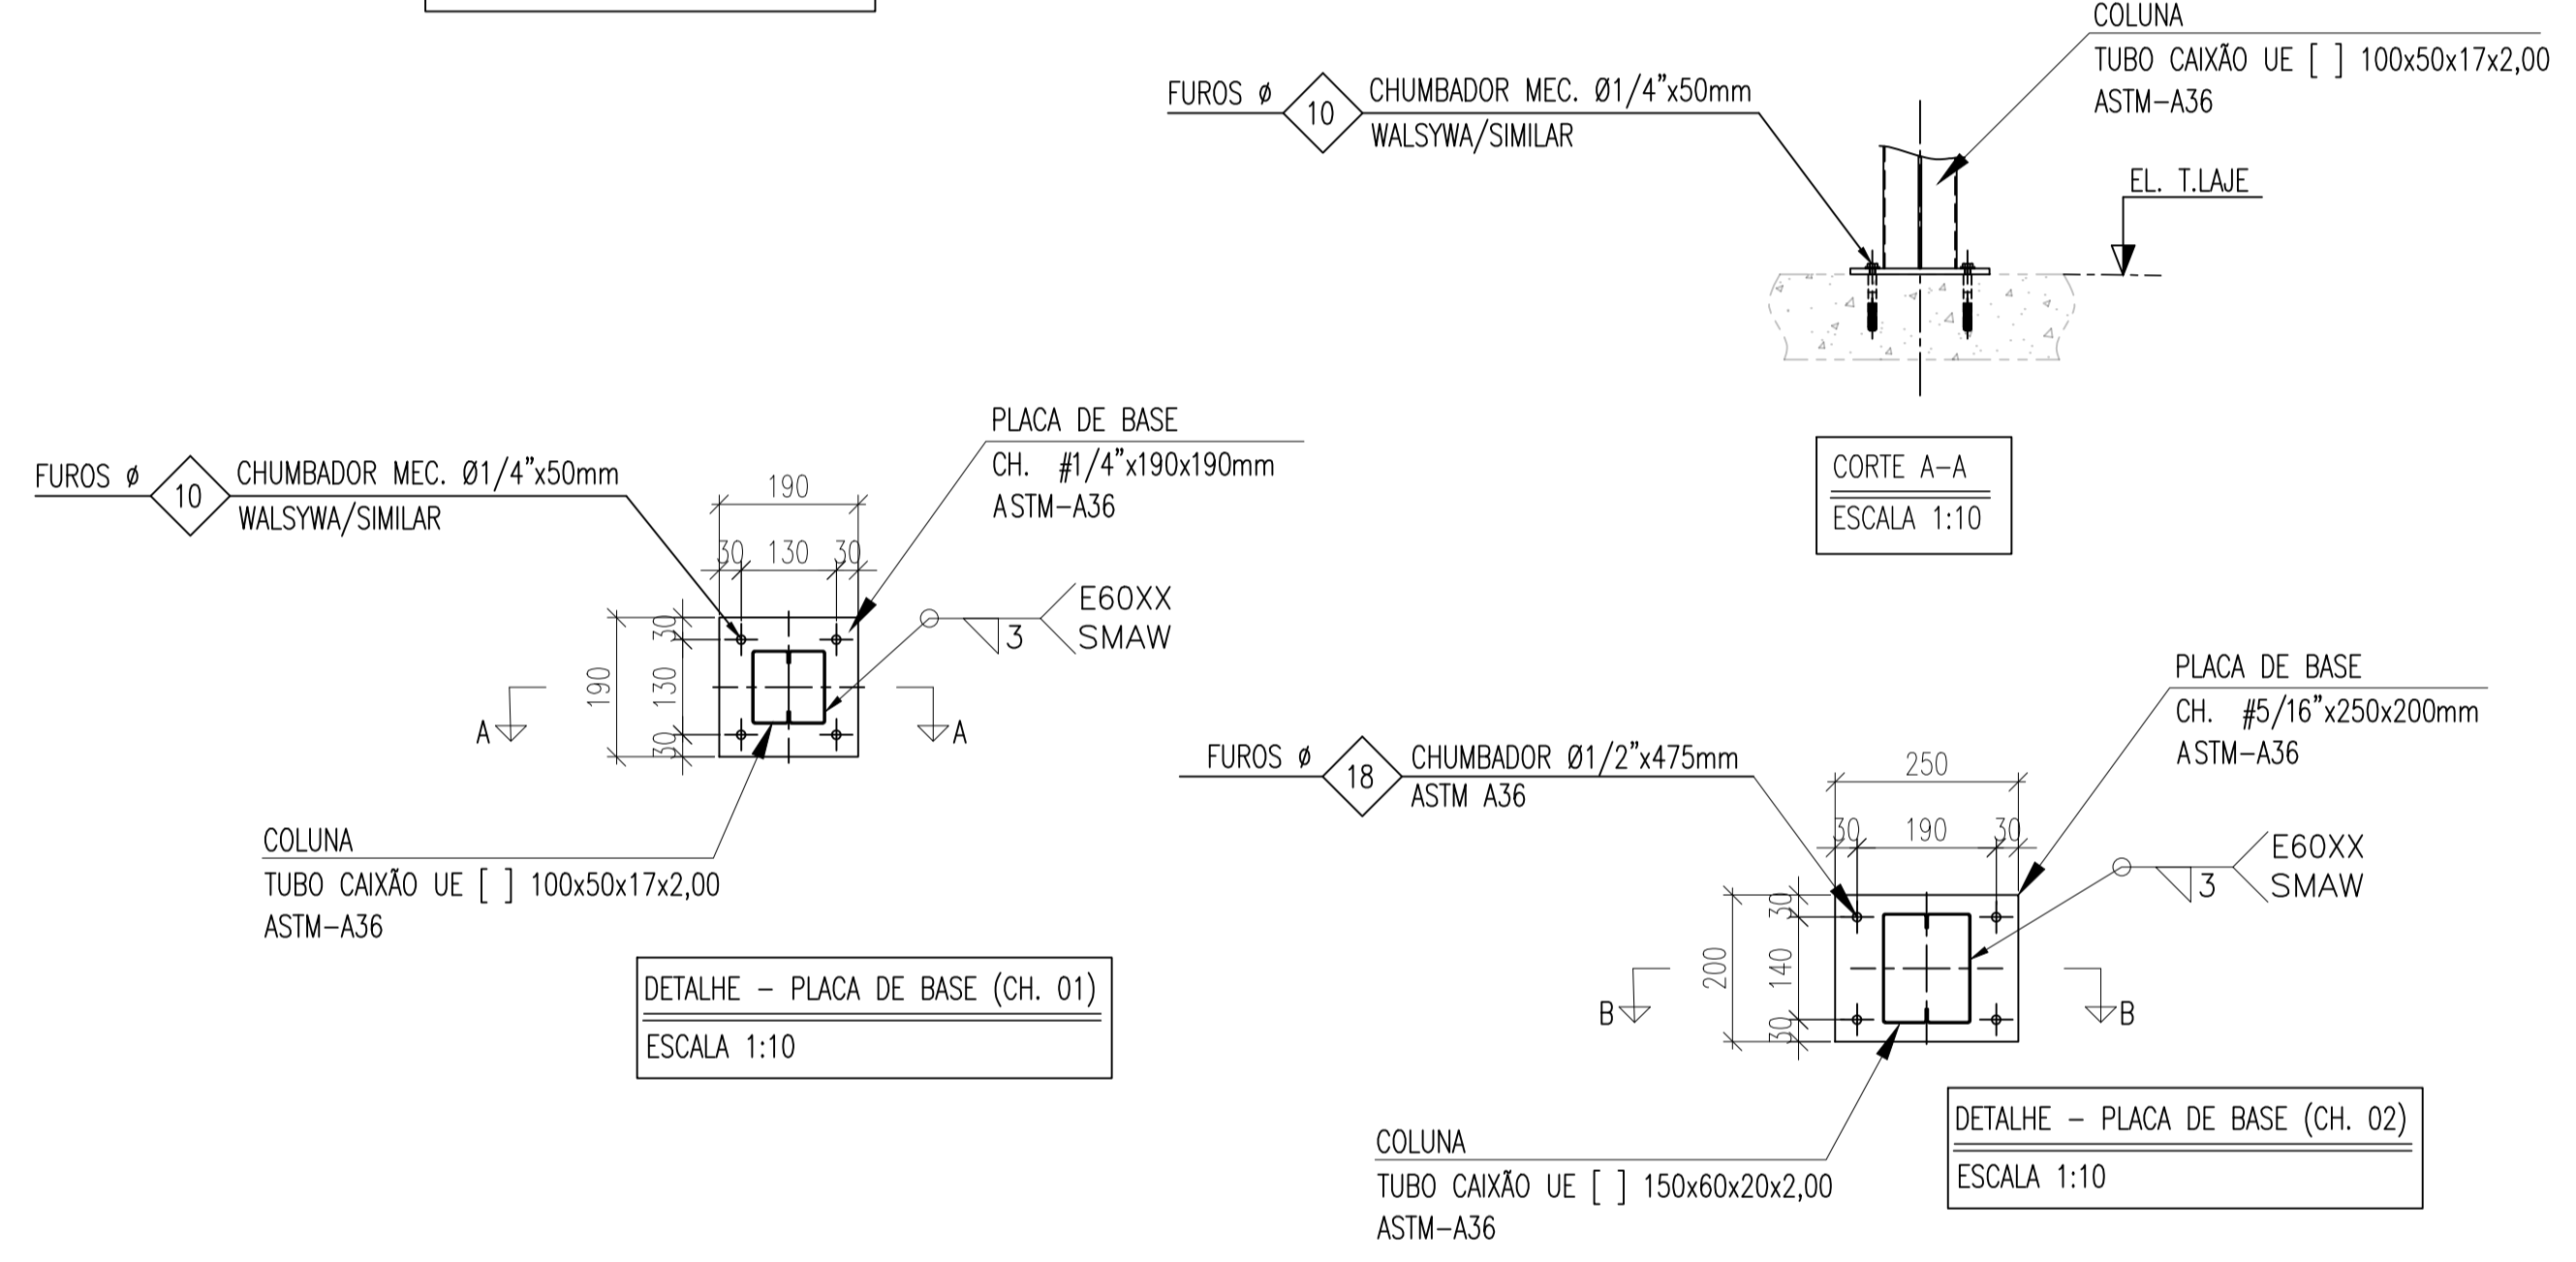 COLUNA
TUBO CAIXÃO UE [ ] 100x50x17x2,00
ASTM-A36
FUROS ø
10
CHUMBADOR MEC. Ø1/4"x50mm
WALSYWA/SIMILAR
EL. T.LAJE
CORTE A-A
ESCALA 1:10
FUROS ø
10
CHUMBADOR MEC. Ø1/4"x50mm
WALSYWA/SIMILAR
PLACA DE BASE
CH. #1/4"x190x190mm
ASTM-A36
190
30 130 30
E60XX
3
SMAW
30
130
30
190
A
A
COLUNA
TUBO CAIXÃO UE [ ] 100x50x17x2,00
ASTM-A36
DETALHE - PLACA DE BASE (CH. 01)
ESCALA 1:10
PLACA DE BASE
CH. #5/16"x250x200mm
ASTM-A36
FUROS ø
18
CHUMBADOR Ø1/2"x475mm
ASTM A36
250
30 190 30
E60XX
3
SMAW
30
140
30
200
B
B
COLUNA
TUBO CAIXÃO UE [ ] 150x60x20x2,00
ASTM-A36
DETALHE - PLACA DE BASE (CH. 02)
ESCALA 1:10